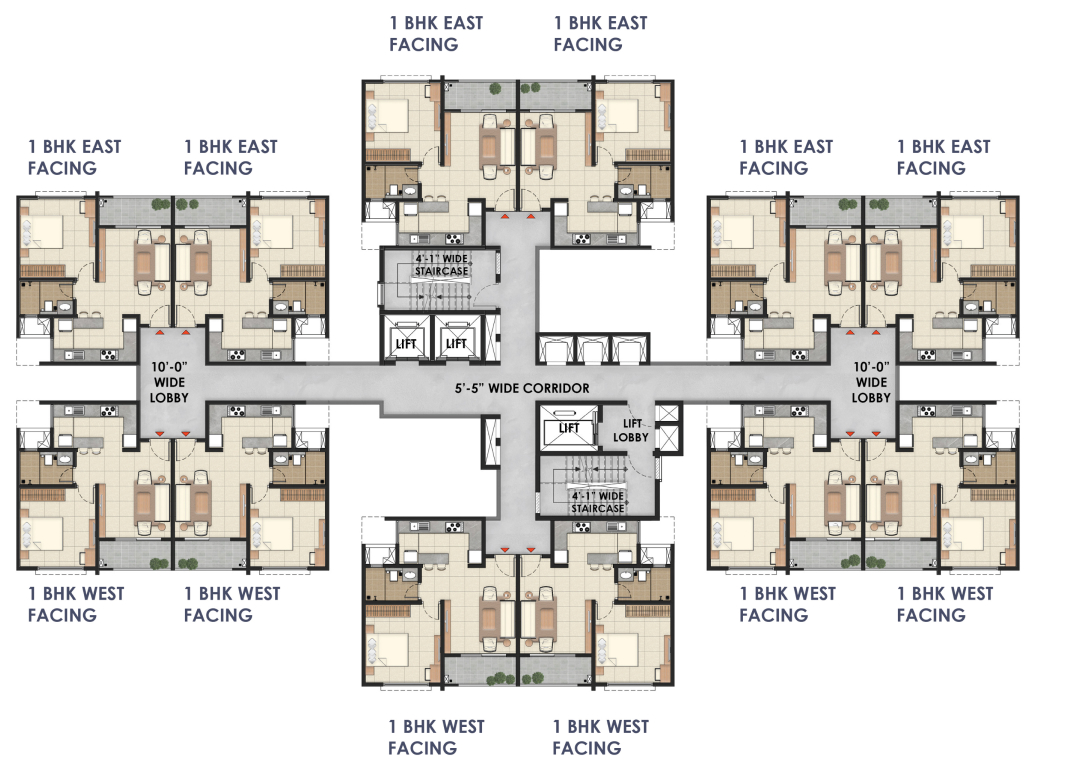 1 BHK EAST
FACING
1 BHK EAST
FACING
1 BHK EAST
FACING
1 BHK EAST
FACING
1 BHK EAST
FACING
1 BHK EAST
FACING
4'-1" WIDE
STAIRCASE
LIFT
LIFT
10'-0"
WIDE
LOBBY
5'-5" WIDE CORRIDOR
10'-0"
WIDE
LOBBY
LIFT
LIFT
LOBBY
4'-1" WIDE
STAIRCASE
1 BHK WEST
FACING
1 BHK WEST
FACING
1 BHK WEST
FACING
1 BHK WEST
FACING
1 BHK WEST
FACING
1 BHK WEST
FACING